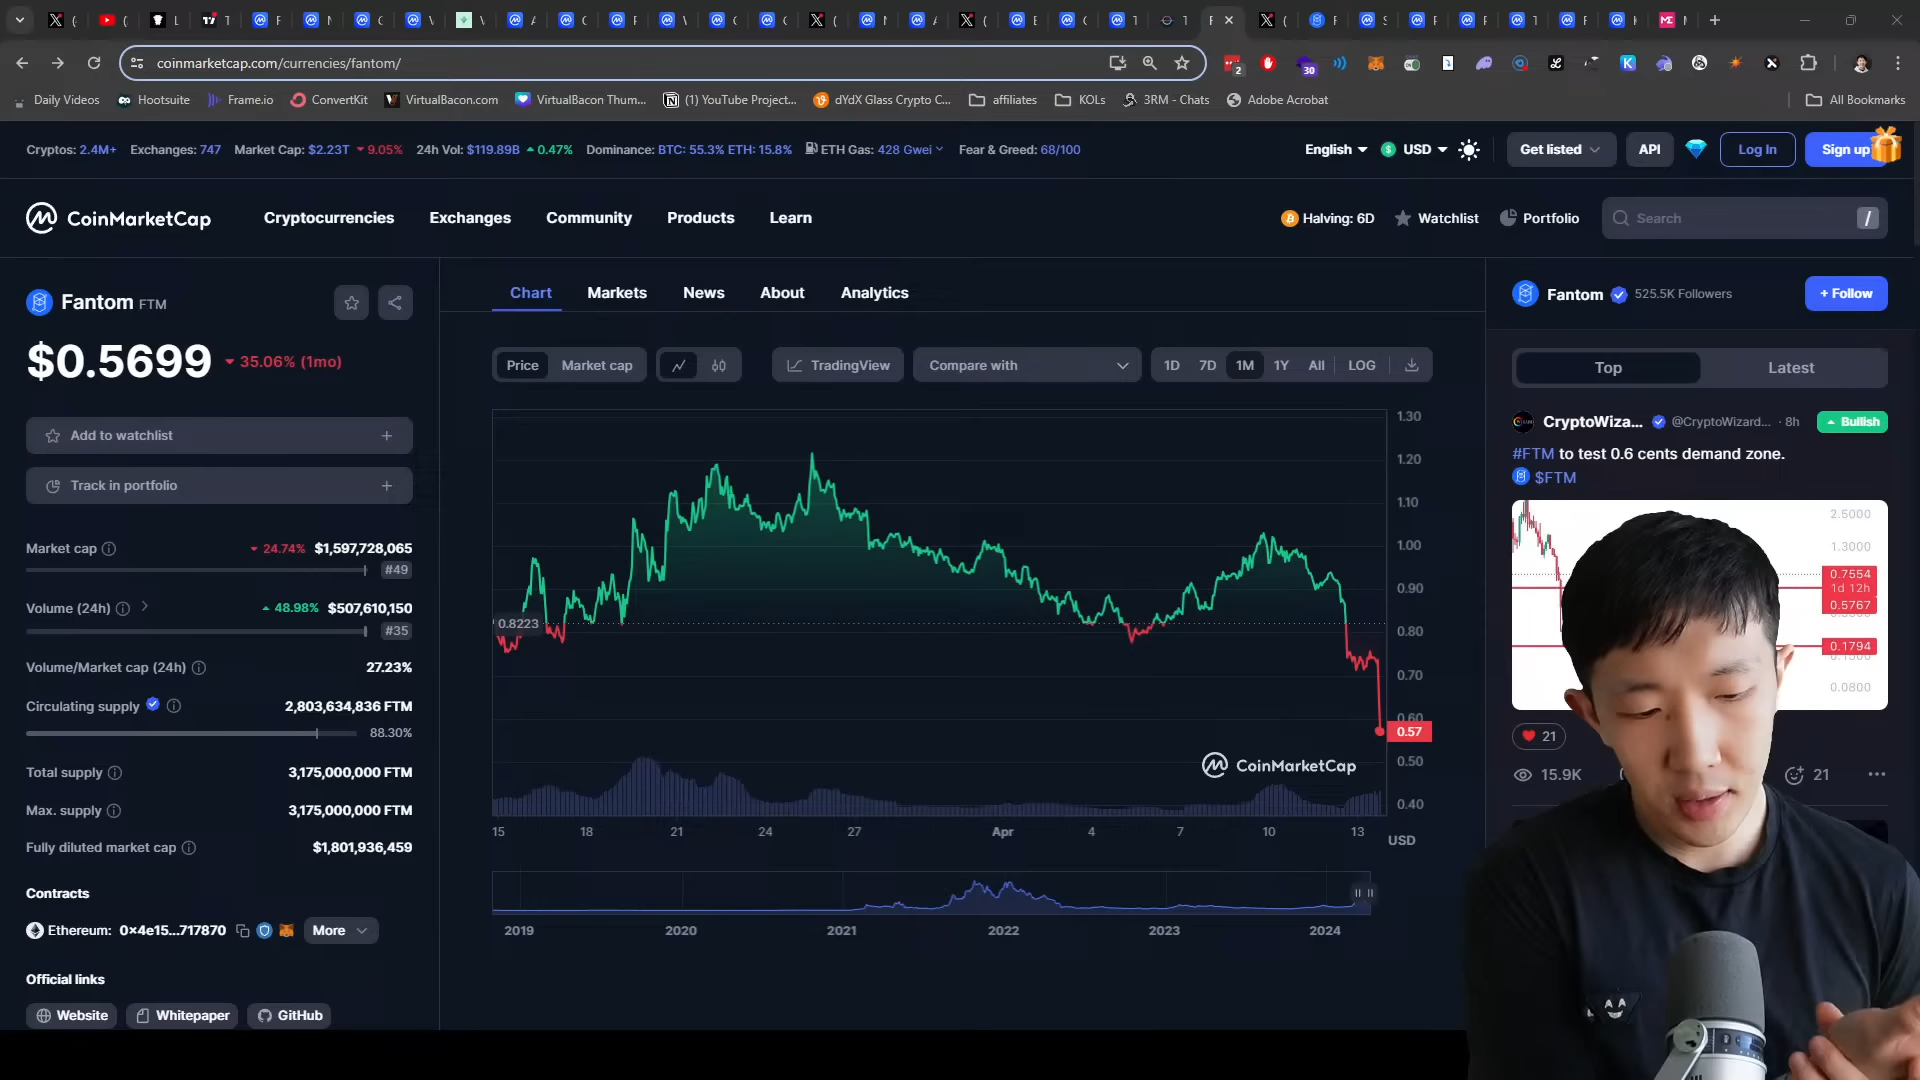 coinmarketcap.com/currencies/fantom/
2
30
Daily Videos
Hootsuite
Frame.io
ConvertKit
VirtualBacon.com
VirtualBacon Thum...
(1) YouTube Project...
dYdX Glass Crypto C...
affiliates
KOLs
3RM - Chats
Adobe Acrobat
All Bookmarks
Cryptos: 2.4M+ Exchanges: 747 Market Cap: $2.23T 9.05% 24h Vol: $119.89B 0.47% Dominance: BTC: 55.3% ETH: 15.8% ETH Gas: 428 Gwei Fear & Greed: 68/100
English USD Get listed API Log In Sign up
CoinMarketCap
Cryptocurrencies Exchanges Community Products Learn
Halving: 6D Watchlist Portfolio Search /
Fantom FTM
$0.5699 35.06% (1mo)
Add to watchlist +
Track in portfolio +
Market cap 24.74% $1,597,728,065
#49
Volume (24h) 48.98% $507,610,150
#35
Volume/Market cap (24h) 27.23%
Circulating supply 2,803,634,836 FTM
88.30%
Total supply 3,175,000,000 FTM
Max. supply 3,175,000,000 FTM
Fully diluted market cap $1,801,936,459
Contracts
Ethereum: 0x4e15...717870 More
Official links
Website Whitepaper GitHub
Chart Markets News About Analytics
Price Market cap TradingView Compare with 1D 7D 1M 1Y All LOG
1.30
1.20
1.10
1.00
0.90
0.8223
0.80
0.70
0.60
0.57
0.50
0.40
CoinMarketCap
15 18 21 24 27 Apr 4 7 10 13
USD
2019 2020 2021 2022 2023 2024
Fantom 525.5K Followers + Follow
Top Latest
CryptoWiza... @CryptoWizard... · 8h Bullish
#FTM to test 0.6 cents demand zone.
$FTM
2.5000
1.3000
0.7554
1d 12h
0.5767
0.1794
0.0800
21
15.9K
21